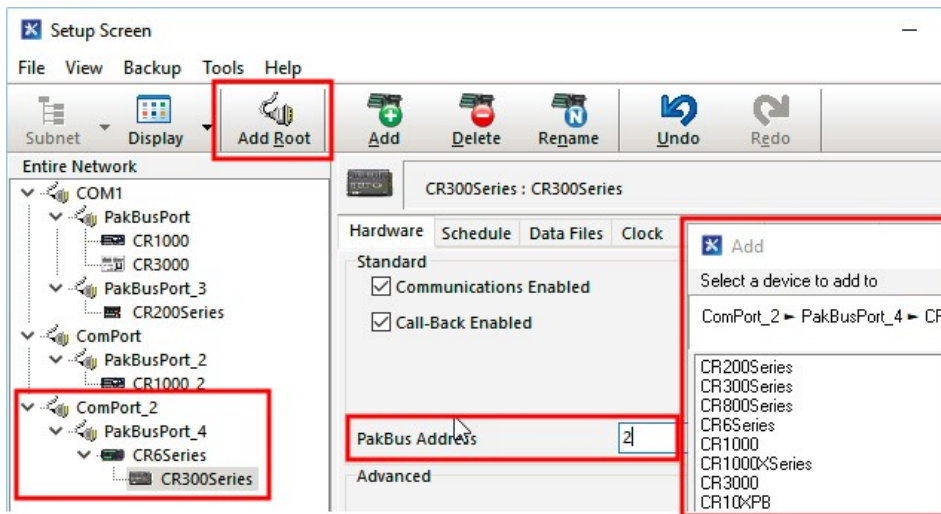 Setup Screen
File View Backup Tools Help
Subnet Display Add Root Add Delete Rename Undo Redo
Entire Network
COM1
PakBusPort
CR1000
CR3000
PakBusPort_3
CR200Series
ComPort
PakBusPort_2
CR1000_2
ComPort_2
PakBusPort_4
CR6Series
CR300Series
CR300Series : CR300Series
Hardware Schedule Data Files Clock
Standard
Communications Enabled
Call-Back Enabled
PakBus Address 2
Advanced
Add
Select a device to add to
ComPort_2 ► PakBusPort_4 ► CR
CR200Series
CR300Series
CR800Series
CR6Series
CR1000
CR1000XSeries
CR3000
CR10XPB